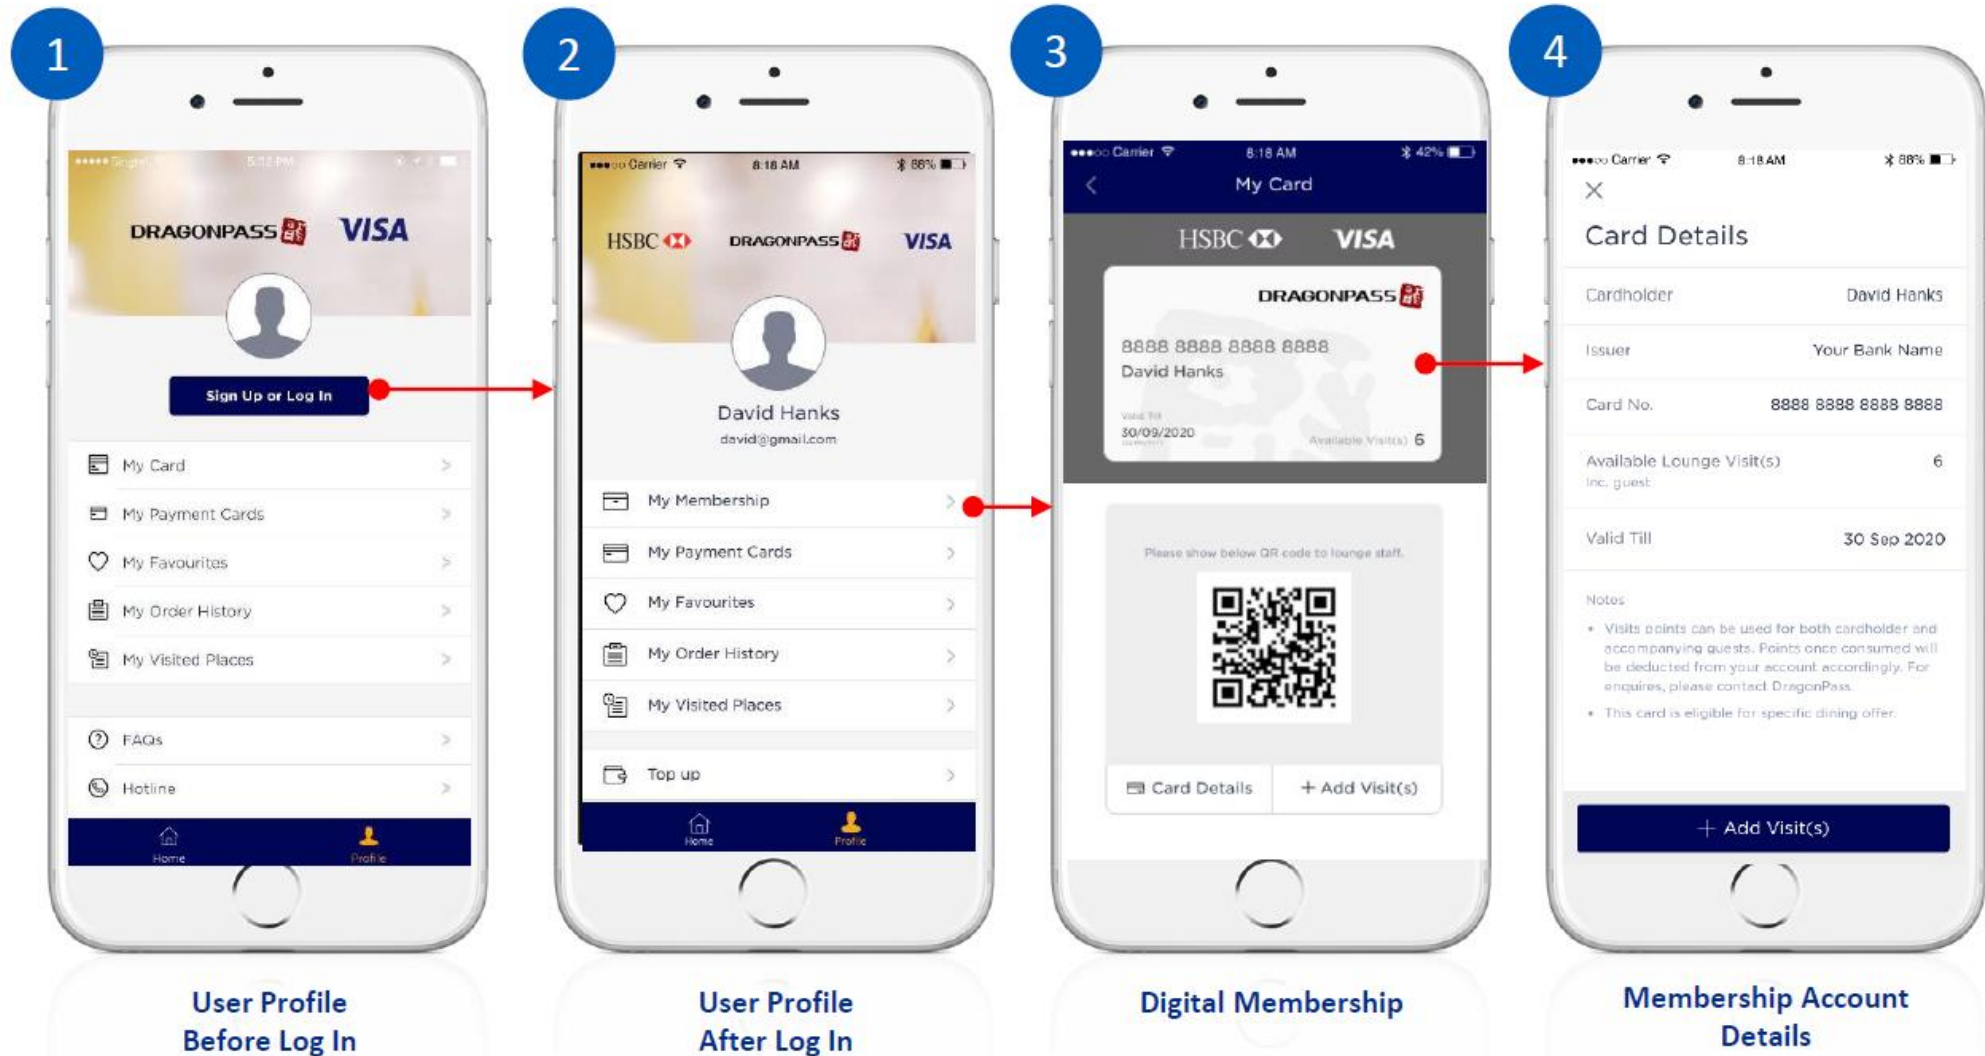 1
Singtel 5:12 PM
DRAGONPASS VISA
Sign Up or Log In
My Card
My Payment Cards
My Favourites
My Order History
My Visited Places
FAQs
Hotline
Home Profile
User Profile
Before Log In
2
Carrier 8:18 AM 88%
HSBC DRAGONPASS VISA
David Hanks
david@gmail.com
My Membership
My Payment Cards
My Favourites
My Order History
My Visited Places
Top up
Home Profile
User Profile
After Log In
3
Carrier 8:18 AM 42%
My Card
HSBC VISA
DRAGONPASS
8888 8888 8888 8888
David Hanks
Valid Till
30/09/2020
Available Visit(s) 6
Please show below QR code to lounge staff.
Card Details + Add Visit(s)
Digital Membership
4
Carrier 8:18 AM 88%
Card Details
Cardholder David Hanks
Issuer Your Bank Name
Card No. 8888 8888 8888 8888
Available Lounge Visit(s) 6
Inc. guest
Valid Till 30 Sep 2020
Notes
• Visits points can be used for both cardholder and
accompanying guests. Points once consumed will
be deducted from your account accordingly. For
enquires, please contact DragonPass.
• This card is eligible for specific dining offer.
+ Add Visit(s)
Membership Account
Details